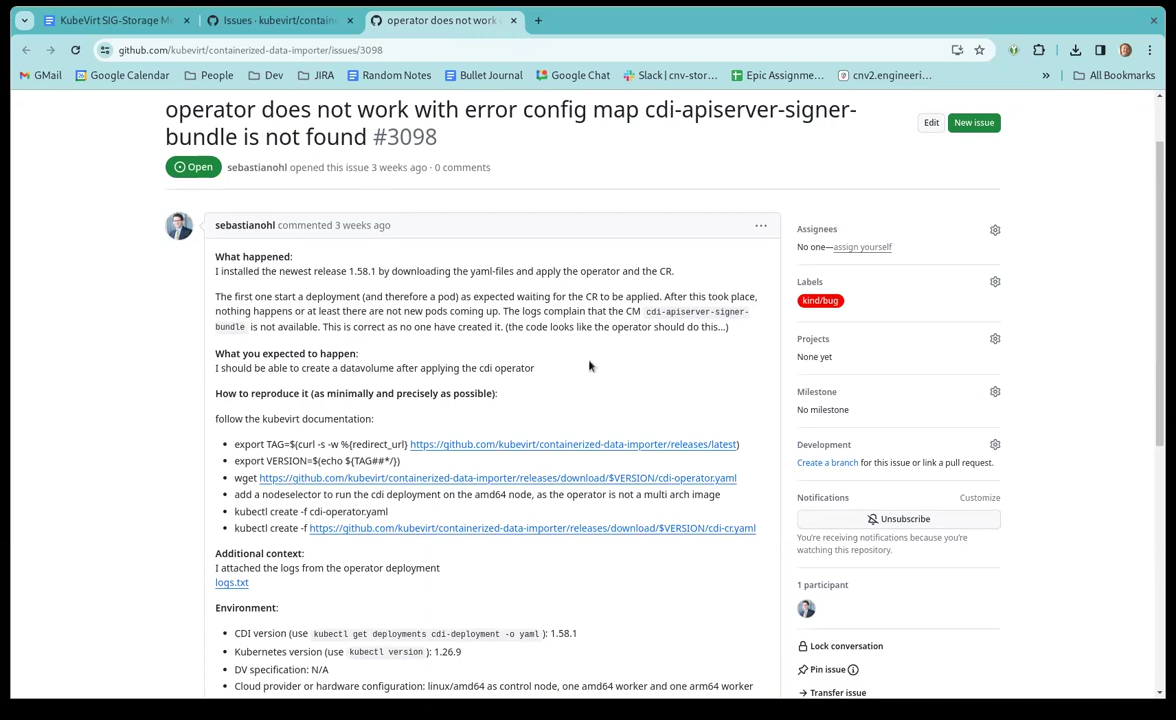 KubeVirt SIG-Storage Me
Issues · kubevirt/contain
operator does not work
github.com/kubevirt/containerized-data-importer/issues/3098
GMail
Google Calendar
People
Dev
JIRA
Random Notes
Bullet Journal
Google Chat
Slack | cnv-stor...
Epic Assignme...
cnv2.engineeri...
»
All Bookmarks
operator does not work with error config map cdi-apiserver-signer-
bundle is not found #3098
Edit
New issue
Open
sebastianohl opened this issue 3 weeks ago · 0 comments
sebastianohl commented 3 weeks ago
What happened:
I installed the newest release 1.58.1 by downloading the yaml-files and apply the operator and the CR.
The first one start a deployment (and therefore a pod) as expected waiting for the CR to be applied. After this took place,
nothing happens or at least there are not new pods coming up. The logs complain that the CM cdi-apiserver-signer-
bundle is not available. This is correct as no one have created it. (the code looks like the operator should do this...)
What you expected to happen:
I should be able to create a datavolume after applying the cdi operator
How to reproduce it (as minimally and precisely as possible):
follow the kubevirt documentation:
• export TAG=$(curl -s -w %{redirect_url} https://github.com/kubevirt/containerized-data-importer/releases/latest)
• export VERSION=$(echo ${TAG##*/})
• wget https://github.com/kubevirt/containerized-data-importer/releases/download/$VERSION/cdi-operator.yaml
• add a nodeselector to run the cdi deployment on the amd64 node, as the operator is not a multi arch image
• kubectl create -f cdi-operator.yaml
• kubectl create -f https://github.com/kubevirt/containerized-data-importer/releases/download/$VERSION/cdi-cr.yaml
Additional context:
I attached the logs from the operator deployment
logs.txt
Environment:
• CDI version (use kubectl get deployments cdi-deployment -o yaml ): 1.58.1
• Kubernetes version (use kubectl version ): 1.26.9
• DV specification: N/A
• Cloud provider or hardware configuration: linux/amd64 as control node, one amd64 worker and one arm64 worker
Assignees
No one—assign yourself
Labels
kind/bug
Projects
None yet
Milestone
No milestone
Development
Create a branch for this issue or link a pull request.
Notifications
Customize
Unsubscribe
You're receiving notifications because you're
watching this repository.
1 participant
Lock conversation
Pin issue
Transfer issue